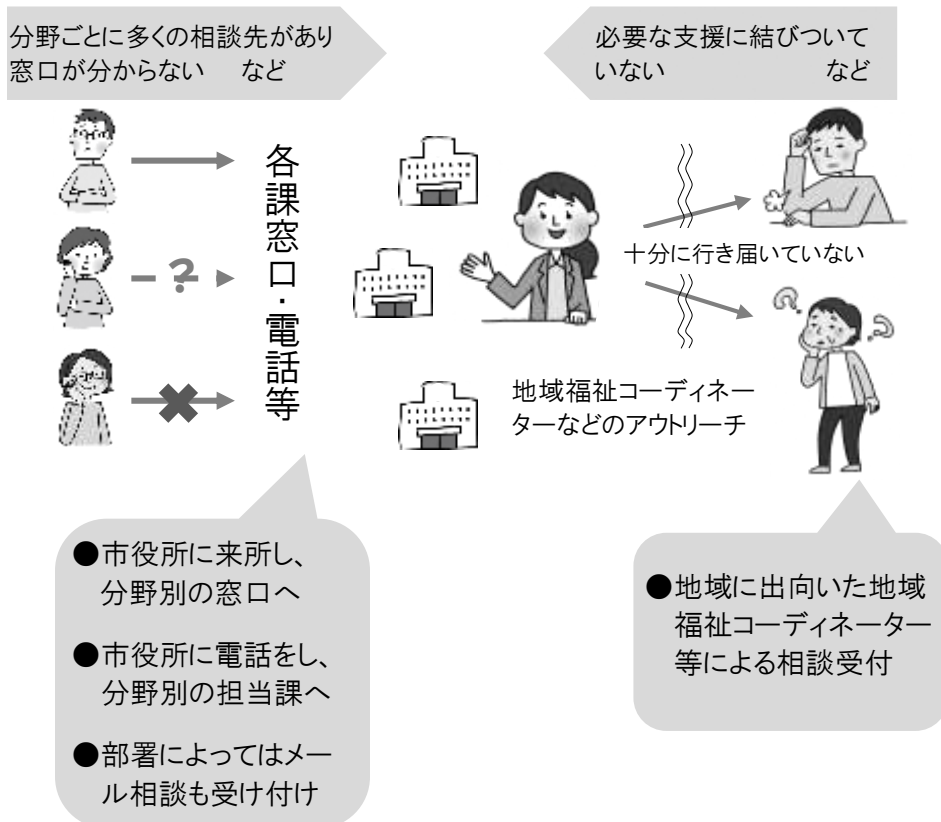 分野ごとに多くの相談先があり
窓口が分からない　など
必要な支援に結びついて
いない　など
各課窓口・電話等
?
十分に行き届いていない
地域福祉コーディネー
ターなどのアウトリーチ
●市役所に来所し、
分野別の窓口へ
●市役所に電話をし、
分野別の担当課へ
●部署によってはメー
ル相談も受け付け
●地域に出向いた地域
福祉コーディネーター
等による相談受付